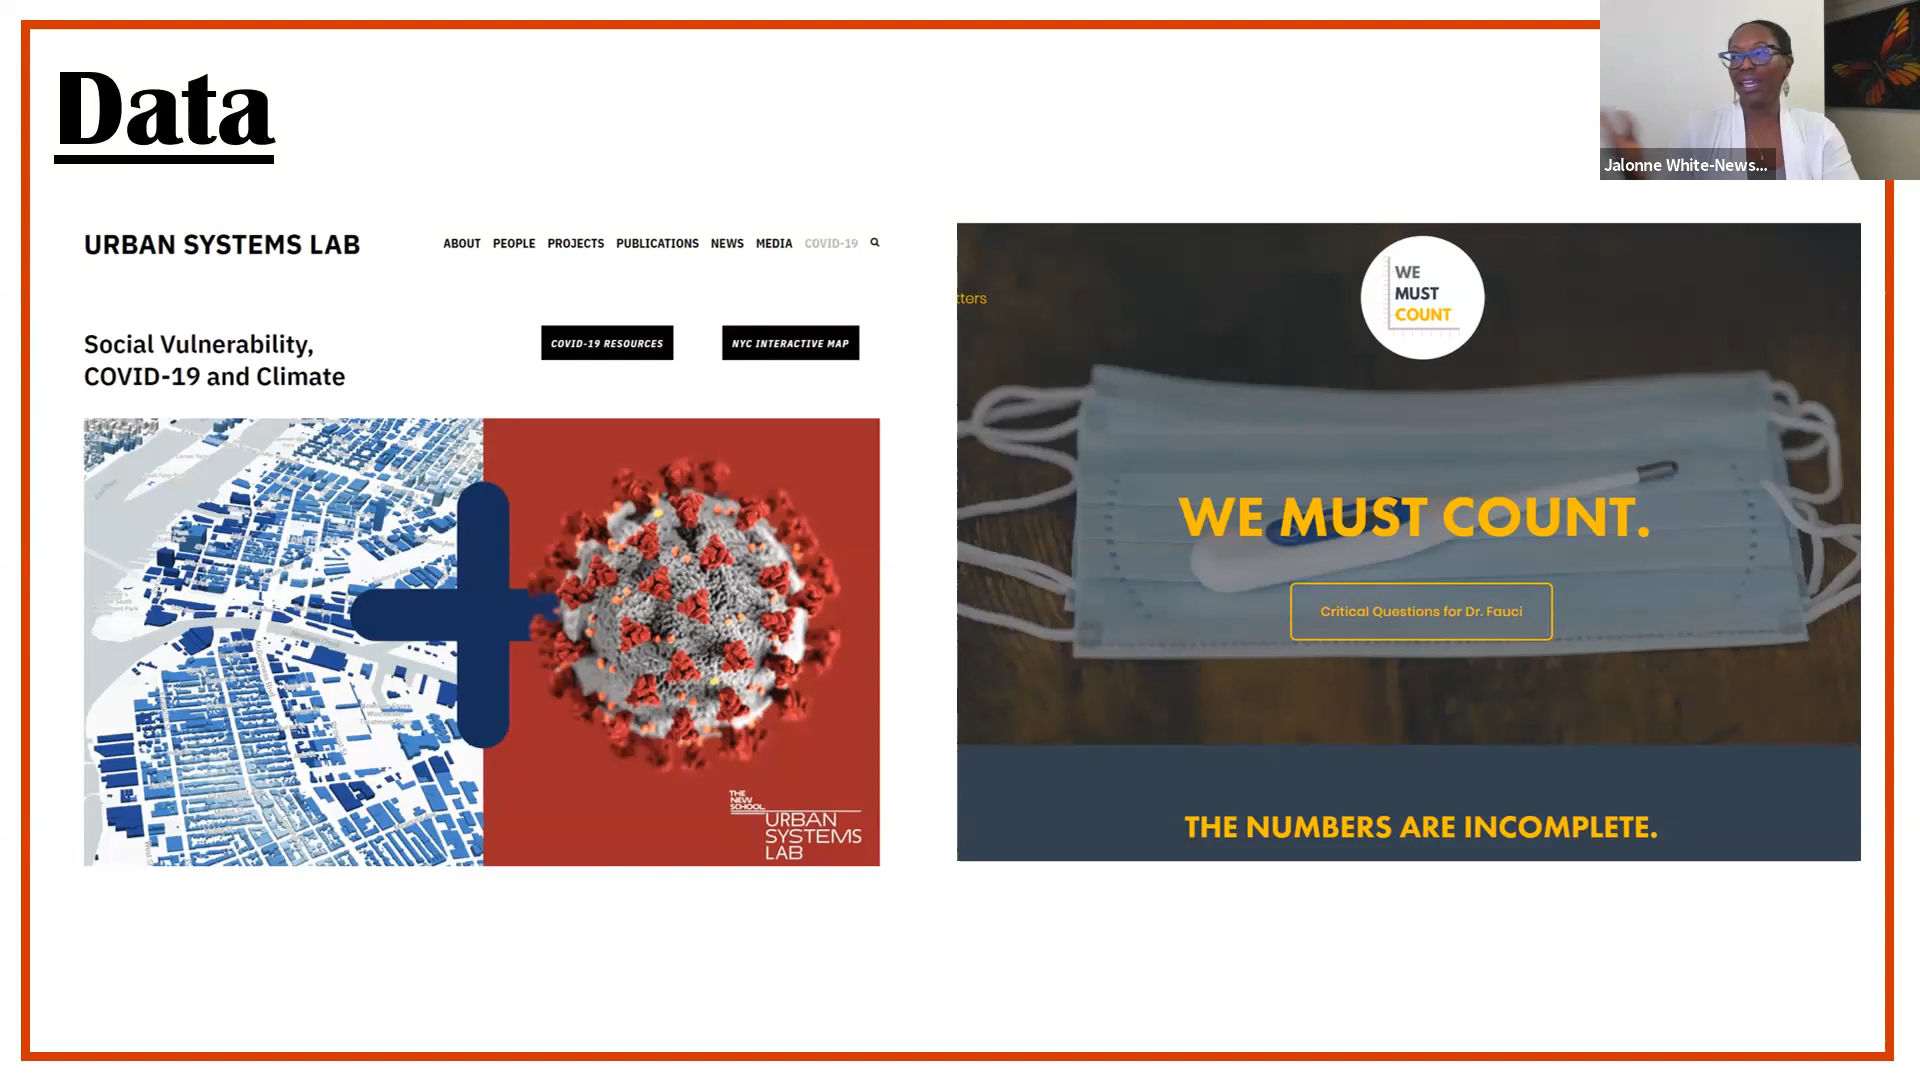 Data
Jalonne White-News...
URBAN SYSTEMS LAB
ABOUT PEOPLE PROJECTS PUBLICATIONS NEWS MEDIA COVID-19
Social Vulnerability,
COVID-19 and Climate
COVID-19 RESOURCES
NYC INTERACTIVE MAP
THE
NEW
SCHOOL
URBAN
SYSTEMS
LAB
tters
WE
MUST
COUNT
WE MUST COUNT.
Critical Questions for Dr. Fauci
THE NUMBERS ARE INCOMPLETE.